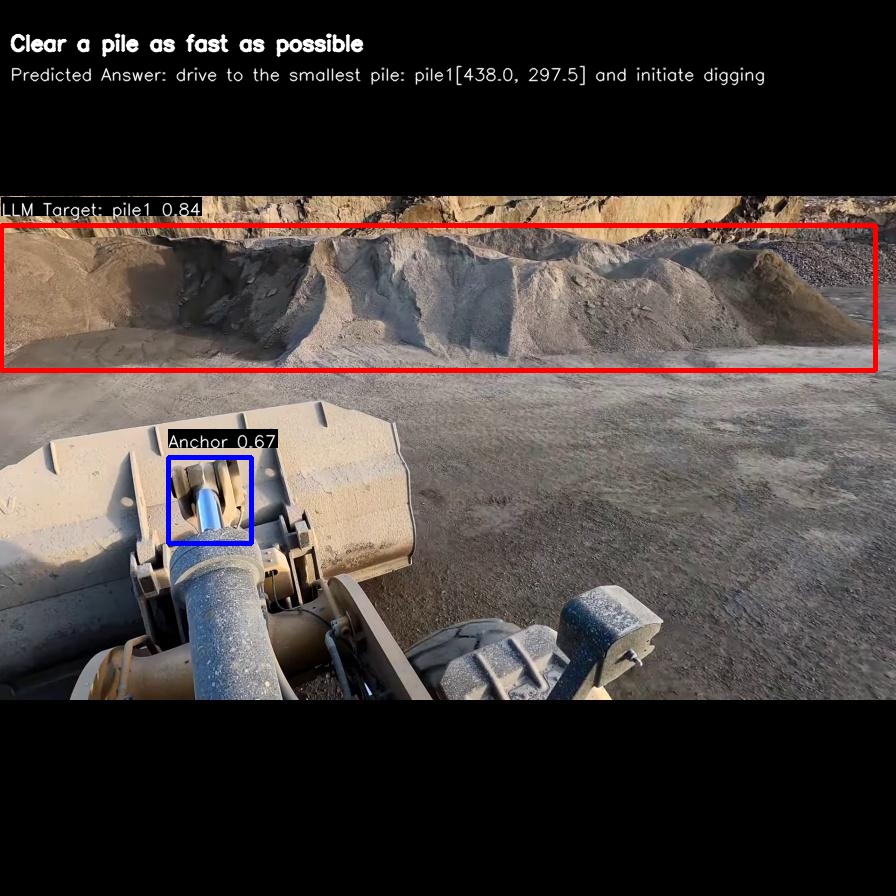 Clear a pile as fast as possible
Predicted Answer: drive to the smallest pile: pile1[438.0, 297.5] and initiate digging
LLM Target: pile1 0.84
Anchor 0.67